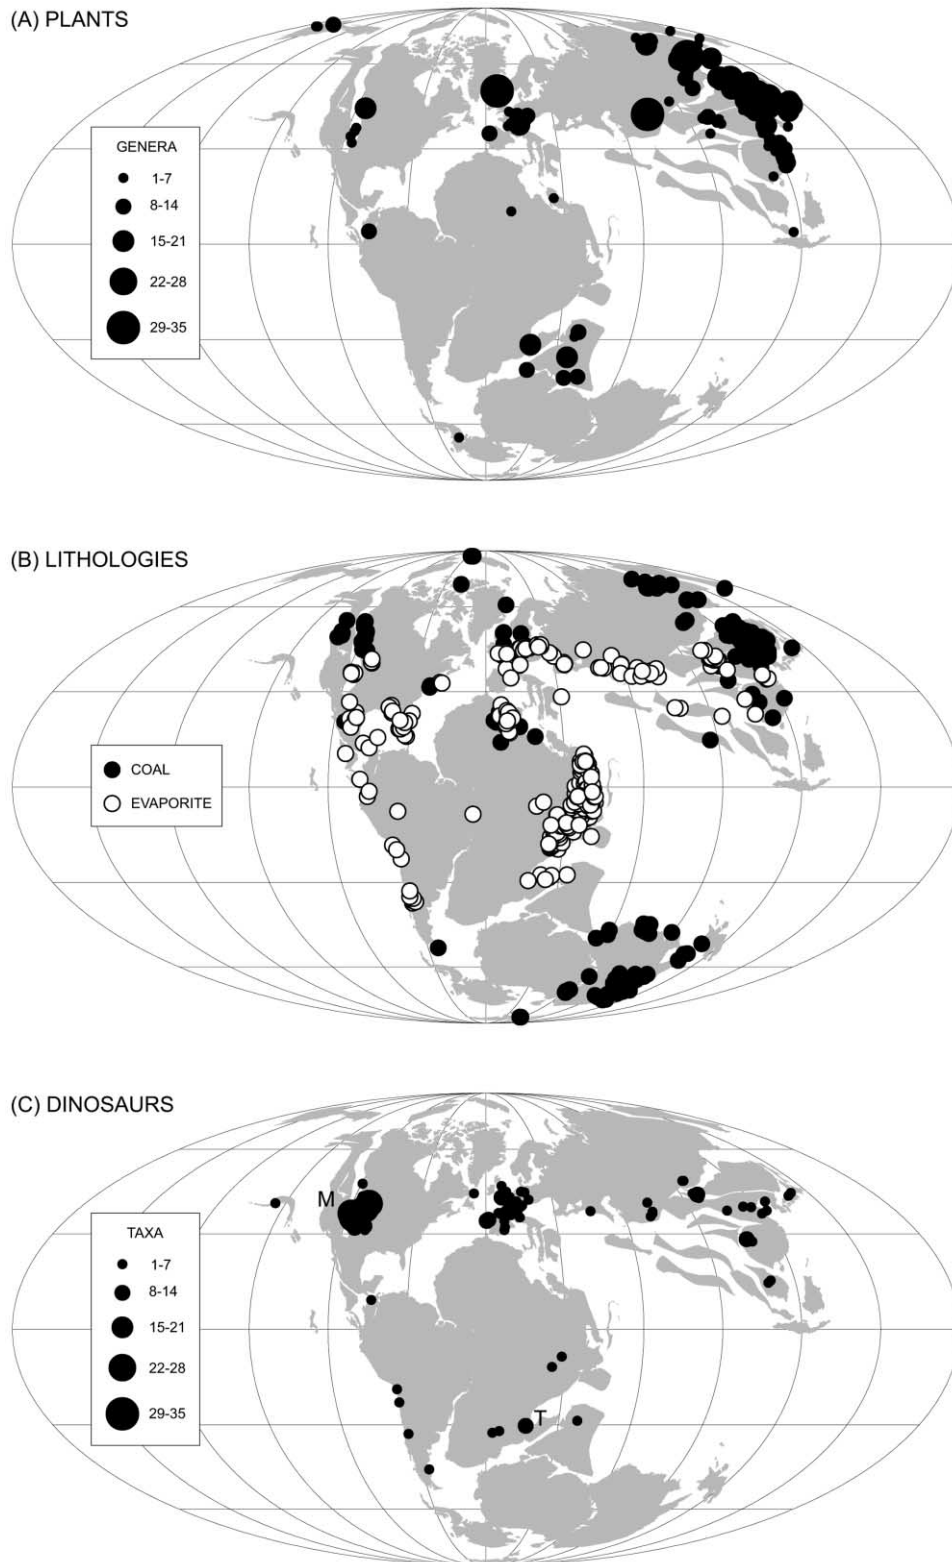 (A) PLANTS
GENERA
1-7
8-14
15-21
22-28
29-35
(B) LITHOLOGIES
COAL
EVAPORITE
(C) DINOSAURS
M
TAXA
1-7
8-14
15-21
22-28
29-35
T